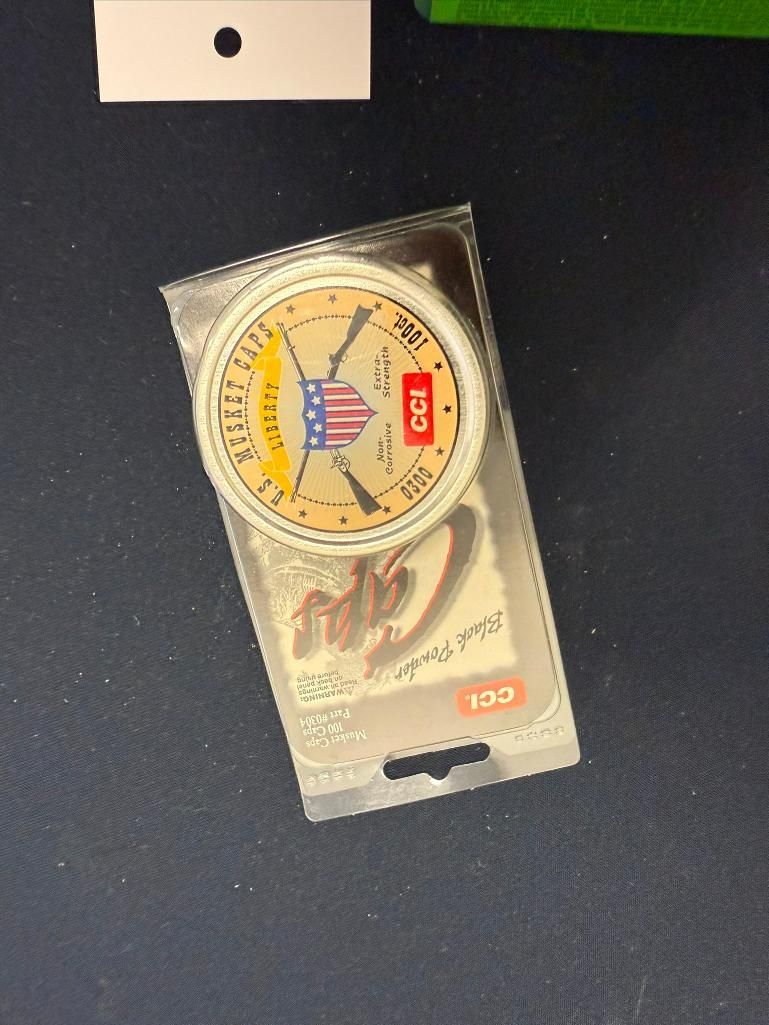 U.S. MUSKET CAPS
LIBERTY
Non-
Corrosive
Extra-
Strength
CCI
0300
100ct.
CCI
Black Powder
Caps
Musket Caps
100 Caps
Part #0304
WARNING:
Read all warnings
on back panel
before using